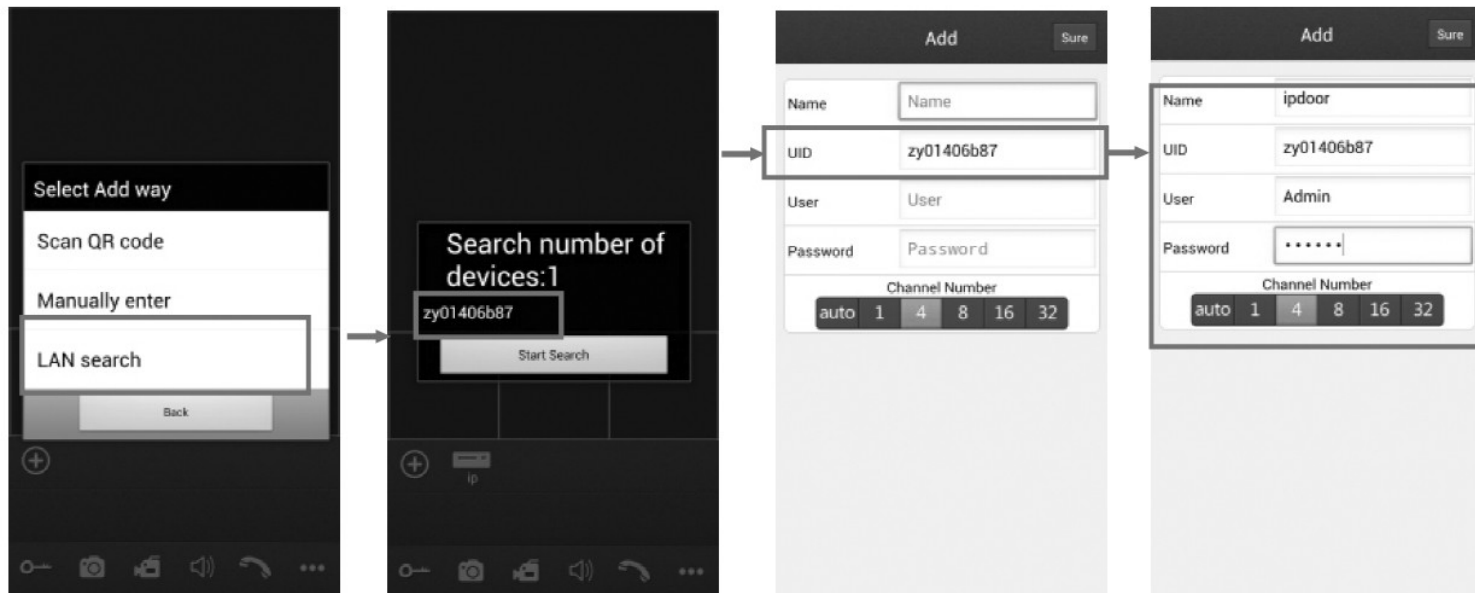 Select Add way
Scan QR code
Manually enter
LAN search
Back
Search number of
devices:1
zy01406b87
Start Search
ip
Add
Sure
Name
Name
UID
zy01406b87
User
User
Password
Password
Channel Number
auto 1 4 8 16 32
Add
Sure
Name
ipdoor
UID
zy01406b87
User
Admin
Password
••••••
Channel Number
auto 1 4 8 16 32